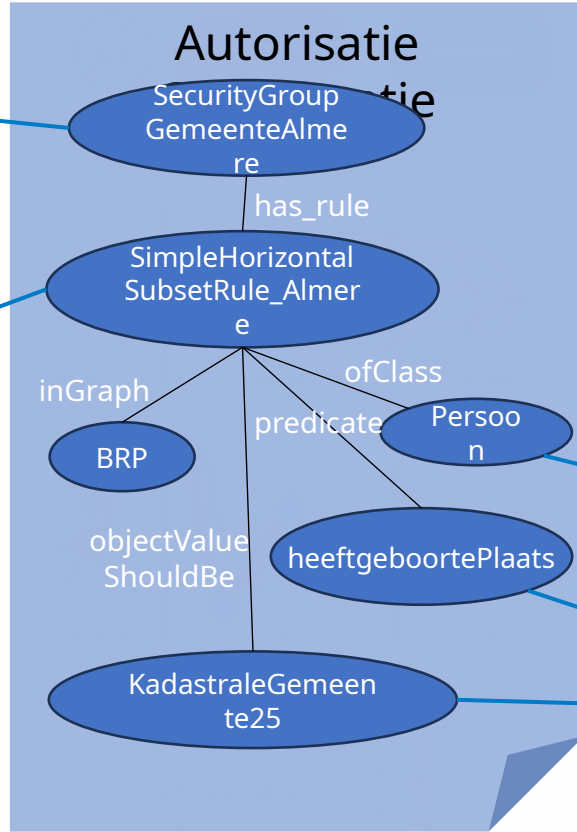 Autorisatie
SecurityGroup
GemeenteAlme
re
has_rule
SimpleHorizontal
SubsetRule_Almer
e
ofClass
inGraph
predicate
Persoo
n
BRP
objectValue
ShouldBe
heeftgeboortePlaats
KadastraleGemeen
te25